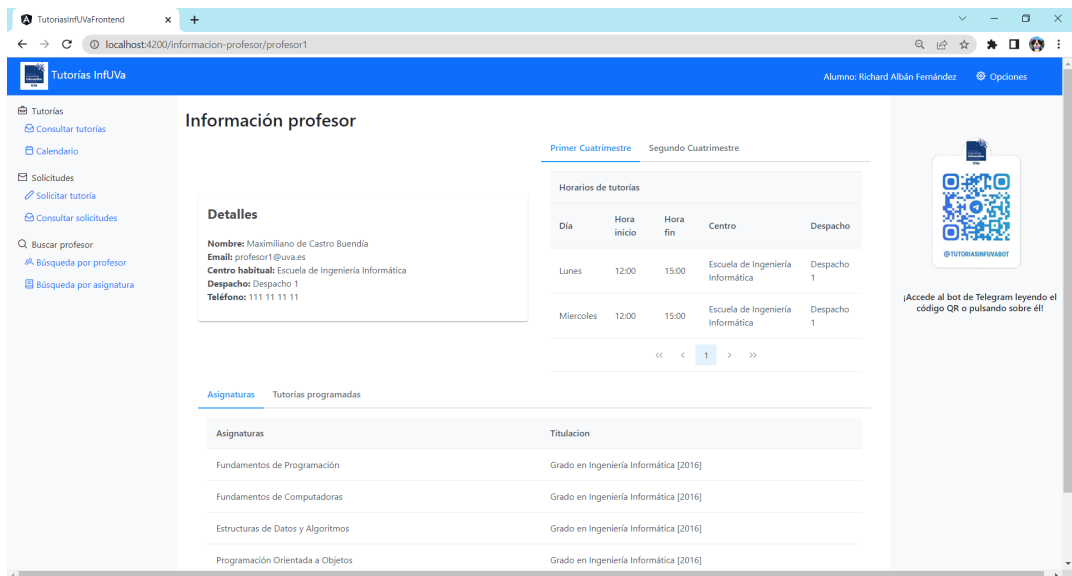 TutoriasInfUVaFrontend
localhost:4200/informacion-profesor/profesor1
Tutorías InfUVa
Alumno: Richard Albán Fernández
Opciones
Tutorías
Consultar tutorías
Calendario
Solicitudes
Solicitar tutoría
Consultar solicitudes
Buscar profesor
Búsqueda por profesor
Búsqueda por asignatura
Información profesor
Detalles
Nombre: Maximiliano de Castro Buendía
Email: profesor1@uva.es
Centro habitual: Escuela de Ingeniería Informática
Despacho: Despacho 1
Teléfono: 111 11 11 11
Primer Cuatrimestre Segundo Cuatrimestre
Horarios de tutorías
Día Hora inicio Hora fin Centro Despacho
Lunes 12:00 15:00 Escuela de Ingeniería Informática Despacho 1
Miercoles 12:00 15:00 Escuela de Ingeniería Informática Despacho 1
<< < 1 > >>
Asignaturas Tutorías programadas
Asignaturas Titulacion
Fundamentos de Programación Grado en Ingeniería Informática [2016]
Fundamentos de Computadoras Grado en Ingeniería Informática [2016]
Estructuras de Datos y Algoritmos Grado en Ingeniería Informática [2016]
Programación Orientada a Objetos Grado en Ingeniería Informática [2016]
@TUTORIASINFUVABOT
¡Accede al bot de Telegram leyendo el
código QR o pulsando sobre él!